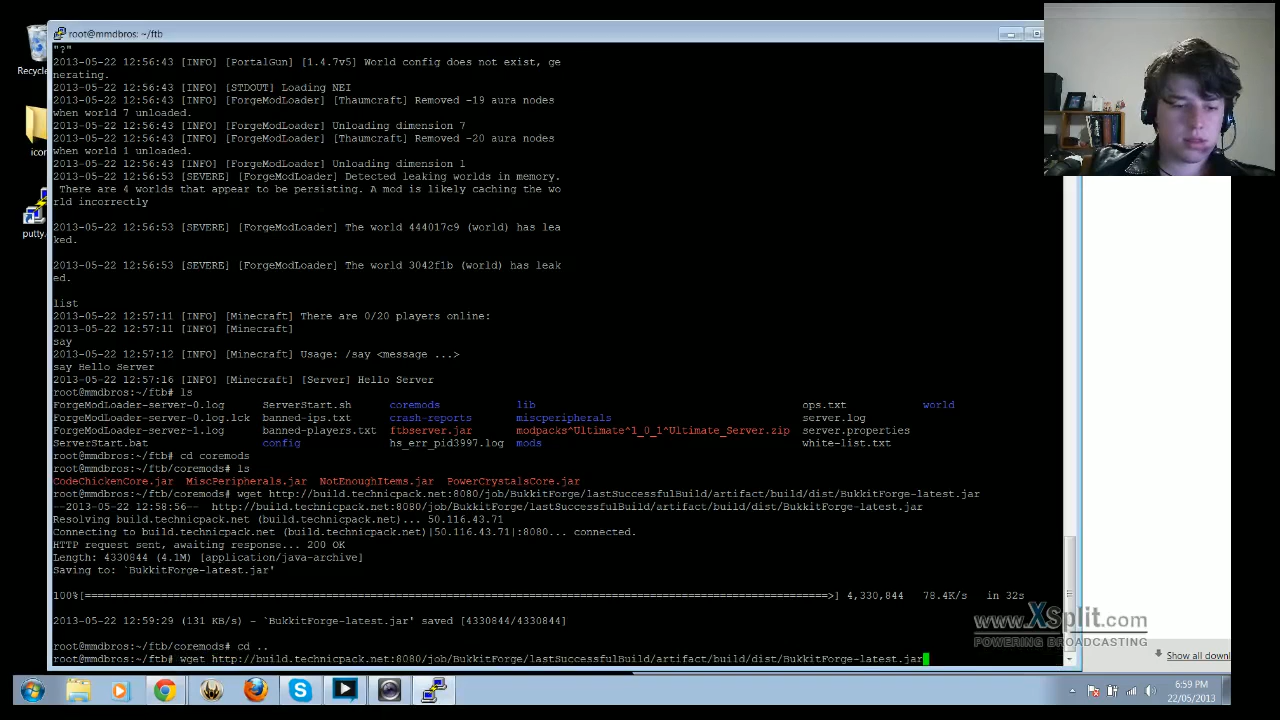 root@mmdbros: ~/ftb
Recycle
icon
putty.
"?"
2013-05-22 12:56:43 [INFO] [PortalGun] [1.4.7v5] World config does not exist, ge
nerating.
2013-05-22 12:56:43 [INFO] [STDOUT] Loading NEI
2013-05-22 12:56:43 [INFO] [ForgeModLoader] [Thaumcraft] Removed -19 aura nodes
when world 7 unloaded.
2013-05-22 12:56:43 [INFO] [ForgeModLoader] Unloading dimension 7
2013-05-22 12:56:43 [INFO] [ForgeModLoader] [Thaumcraft] Removed -20 aura nodes
when world 1 unloaded.
2013-05-22 12:56:43 [INFO] [ForgeModLoader] Unloading dimension 1
2013-05-22 12:56:53 [SEVERE] [ForgeModLoader] Detected leaking worlds in memory.
There are 4 worlds that appear to be persisting. A mod is likely caching the wo
rld incorrectly
2013-05-22 12:56:53 [SEVERE] [ForgeModLoader] The world 444017c9 (world) has lea
ked.
2013-05-22 12:56:53 [SEVERE] [ForgeModLoader] The world 3042f1b (world) has leak
ed.
list
2013-05-22 12:57:11 [INFO] [Minecraft] There are 0/20 players online:
2013-05-22 12:57:11 [INFO] [Minecraft]
say
2013-05-22 12:57:12 [INFO] [Minecraft] Usage: /say <message ...>
say Hello Server
2013-05-22 12:57:16 [INFO] [Minecraft] [Server] Hello Server
root@mmdbros:~/ftb# ls
ForgeModLoader-server-0.log ServerStart.sh coremods lib ops.txt world
ForgeModLoader-server-0.log.lck banned-ips.txt crash-reports miscperipherals server.log
ForgeModLoader-server-1.log banned-players.txt ftbserver.jar modpacks^Ultimate^1_0_1^Ultimate_Server.zip server.properties
ServerStart.bat config hs_err_pid3997.log mods white-list.txt
root@mmdbros:~/ftb# cd coremods
root@mmdbros:~/ftb/coremods# ls
CodeChickenCore.jar MiscPeripherals.jar NotEnoughItems.jar PowerCrystalsCore.jar
root@mmdbros:~/ftb/coremods# wget http://build.technicpack.net:8080/job/BukkitForge/lastSuccessfulBuild/artifact/build/dist/BukkitForge-latest.jar
--2013-05-22 12:58:56-- http://build.technicpack.net:8080/job/BukkitForge/lastSuccessfulBuild/artifact/build/dist/BukkitForge-latest.jar
Resolving build.technicpack.net (build.technicpack.net)... 50.116.43.71
Connecting to build.technicpack.net (build.technicpack.net)|50.116.43.71|:8080... connected.
HTTP request sent, awaiting response... 200 OK
Length: 4330844 (4.1M) [application/java-archive]
Saving to: `BukkitForge-latest.jar'
100%[=====================================================================================================================>] 4,330,844 78.4K/s in 32s
2013-05-22 12:59:29 (131 KB/s) - `BukkitForge-latest.jar' saved [4330844/4330844]
root@mmdbros:~/ftb/coremods# cd ..
root@mmdbros:~/ftb# wget http://build.technicpack.net:8080/job/BukkitForge/lastSuccessfulBuild/artifact/build/dist/BukkitForge-latest.jar
www.XSplit.com
POWERING BROADCASTING
Show all downl
6:59 PM
22/05/2013